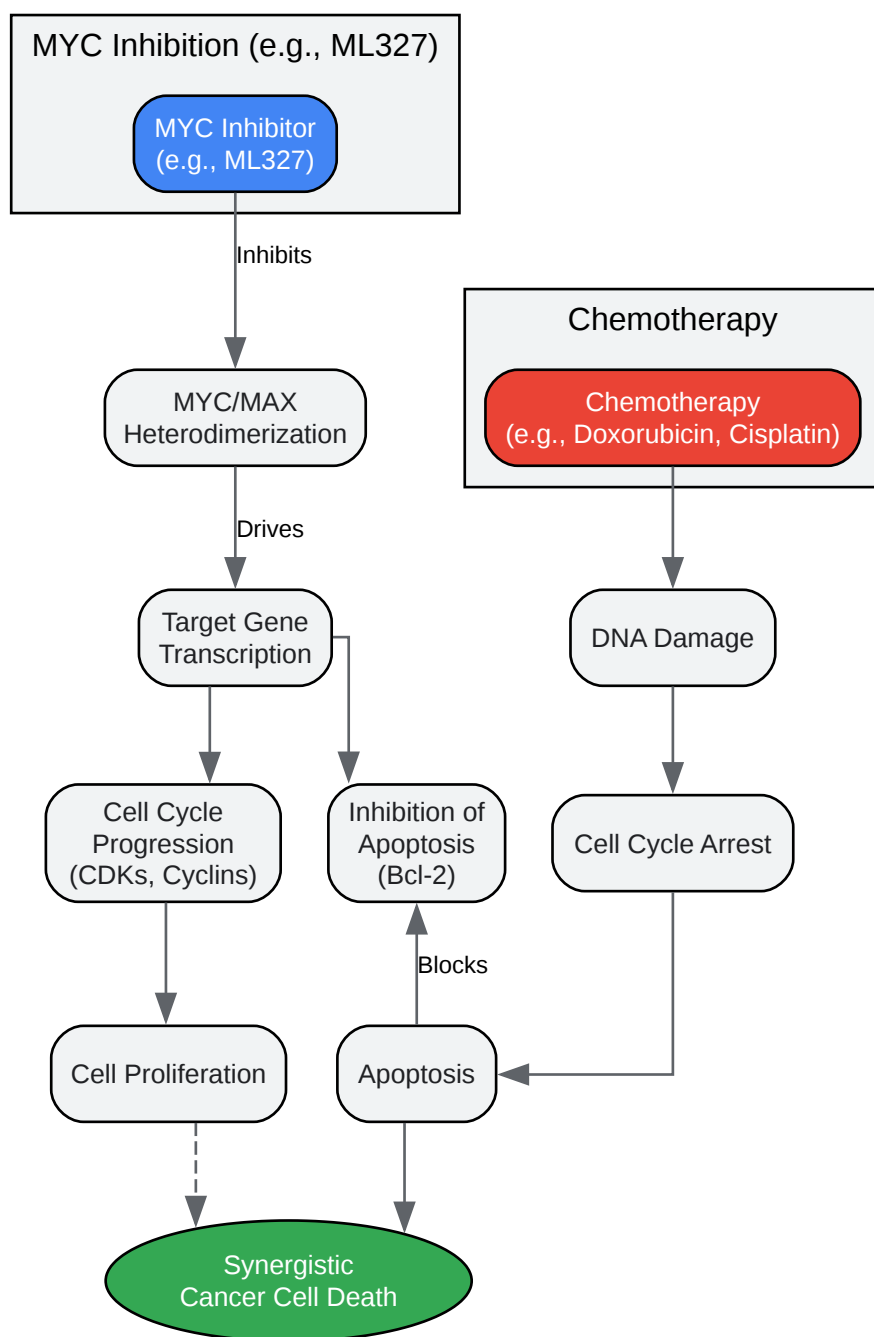 MYC Inhibition (e.g., ML327)
MYC Inhibitor
(e.g., ML327)
Inhibits
Chemotherapy
MYC/MAX
Heterodimerization
Chemotherapy
(e.g., Doxorubicin, Cisplatin)
Drives
Target Gene
Transcription
DNA Damage
Cell Cycle
Progression
(CDKs, Cyclins)
Inhibition of
Apoptosis
(Bcl-2)
Cell Cycle Arrest
Blocks
Cell Proliferation
Apoptosis
Synergistic
Cancer Cell Death